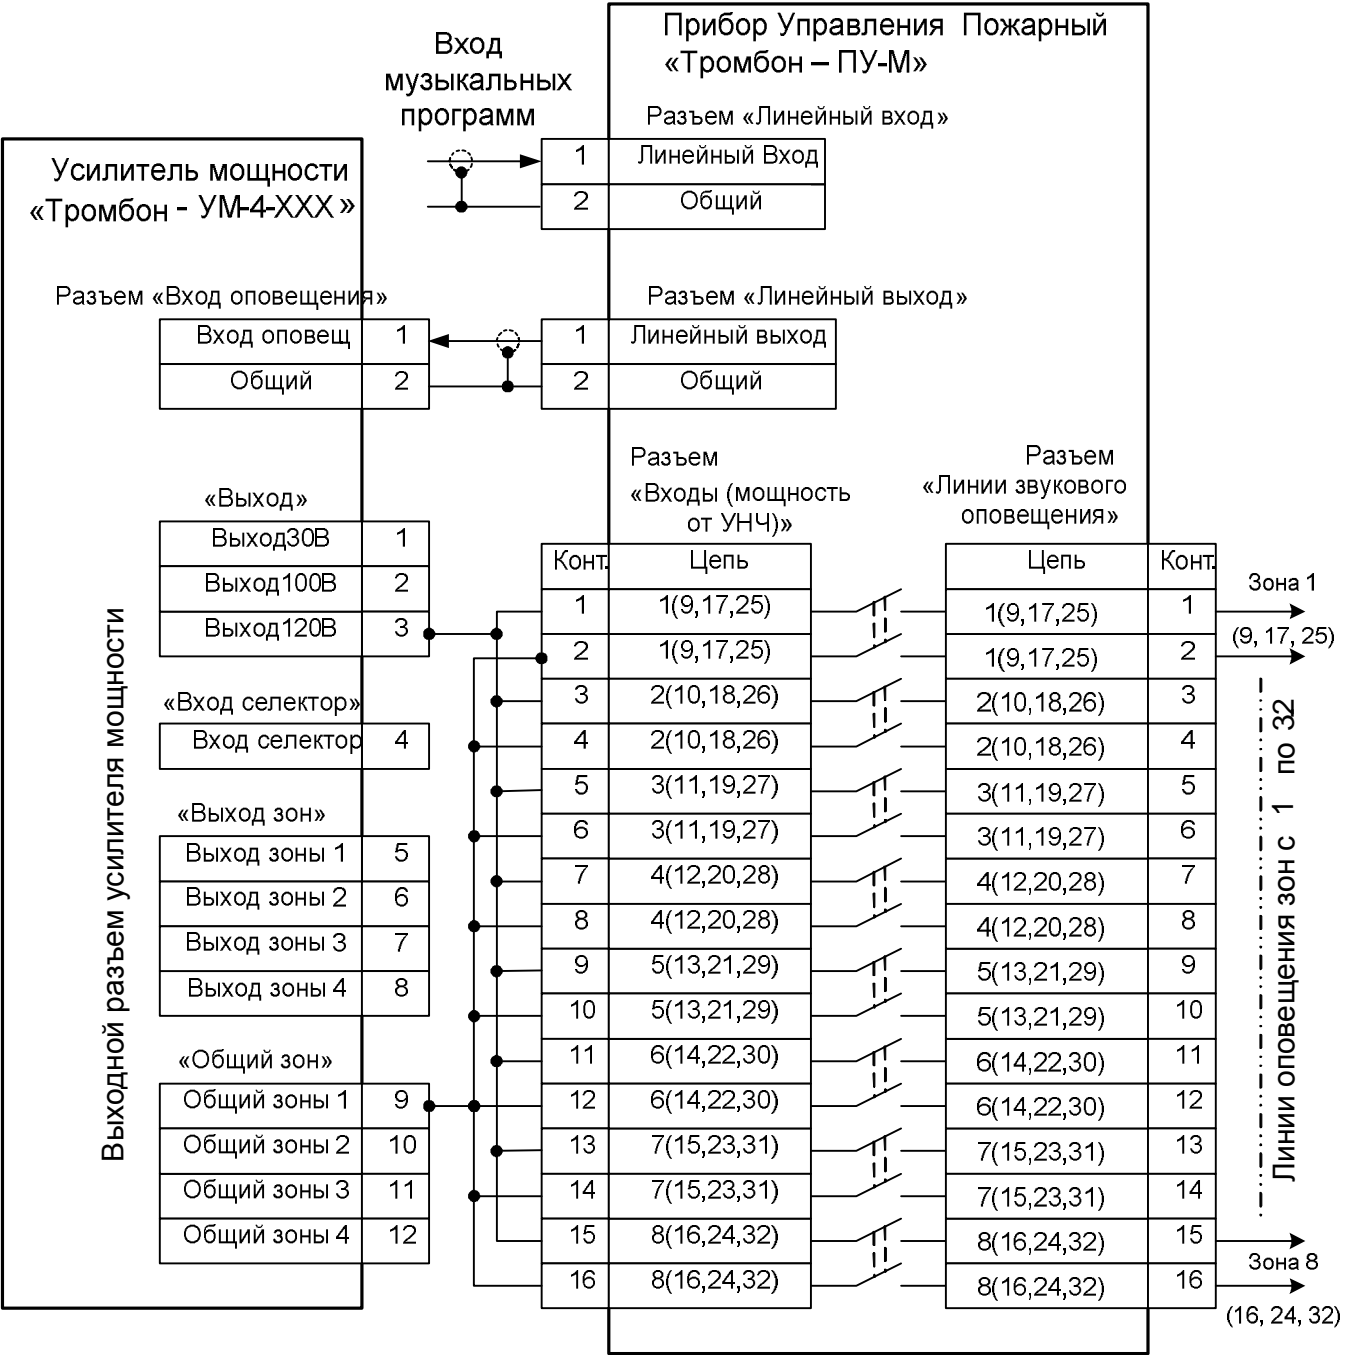 Прибор Управления Пожарный
«Тромбон – ПУ-М»
Вход
музыкальных
программ
Разъем «Линейный вход»
1 Линейный Вход
2 Общий
Усилитель мощности
«Тромбон - УМ-4-ХХХ»
Разъем «Вход оповещения»
Вход оповещ 1
Общий 2
Разъем «Линейный выход»
1 Линейный выход
2 Общий
«Выход»
Выход30В 1
Выход100В 2
Выход120В 3
«Вход селектор»
Вход селектор 4
«Выход зон»
Выход зоны 1 5
Выход зоны 2 6
Выход зоны 3 7
Выход зоны 4 8
«Общий зон»
Общий зоны 1 9
Общий зоны 2 10
Общий зоны 3 11
Общий зоны 4 12
Выходной разъем усилителя мощности
Разъем
«Входы (мощность
от УНЧ)»
Конт. Цепь
1 1(9,17,25)
2 1(9,17,25)
3 2(10,18,26)
4 2(10,18,26)
5 3(11,19,27)
6 3(11,19,27)
7 4(12,20,28)
8 4(12,20,28)
9 5(13,21,29)
10 5(13,21,29)
11 6(14,22,30)
12 6(14,22,30)
13 7(15,23,31)
14 7(15,23,31)
15 8(16,24,32)
16 8(16,24,32)
Разъем
«Линии звукового
оповещения»
Цепь Конт.
1(9,17,25) 1
1(9,17,25) 2
2(10,18,26) 3
2(10,18,26) 4
3(11,19,27) 5
3(11,19,27) 6
4(12,20,28) 7
4(12,20,28) 8
5(13,21,29) 9
5(13,21,29) 10
6(14,22,30) 11
6(14,22,30) 12
7(15,23,31) 13
7(15,23,31) 14
8(16,24,32) 15
8(16,24,32) 16
Зона 1
(9, 17, 25)
Линии оповещения зон с 1 по 32
Зона 8
(16, 24, 32)